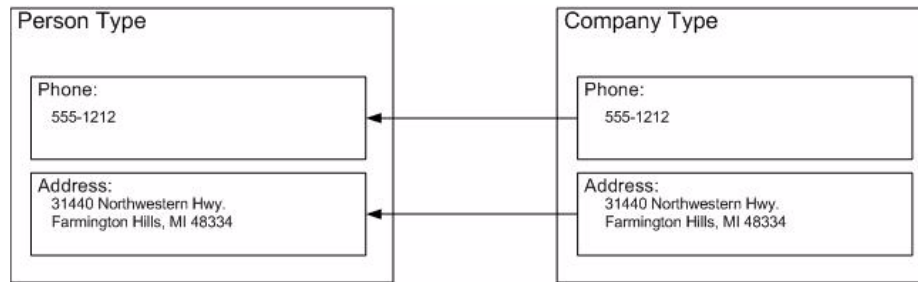 Person Type
Phone:
555-1212
Address:
31440 Northwestern Hwy.
Farmington Hills, MI 48334
Company Type
Phone:
555-1212
Address:
31440 Northwestern Hwy.
Farmington Hills, MI 48334